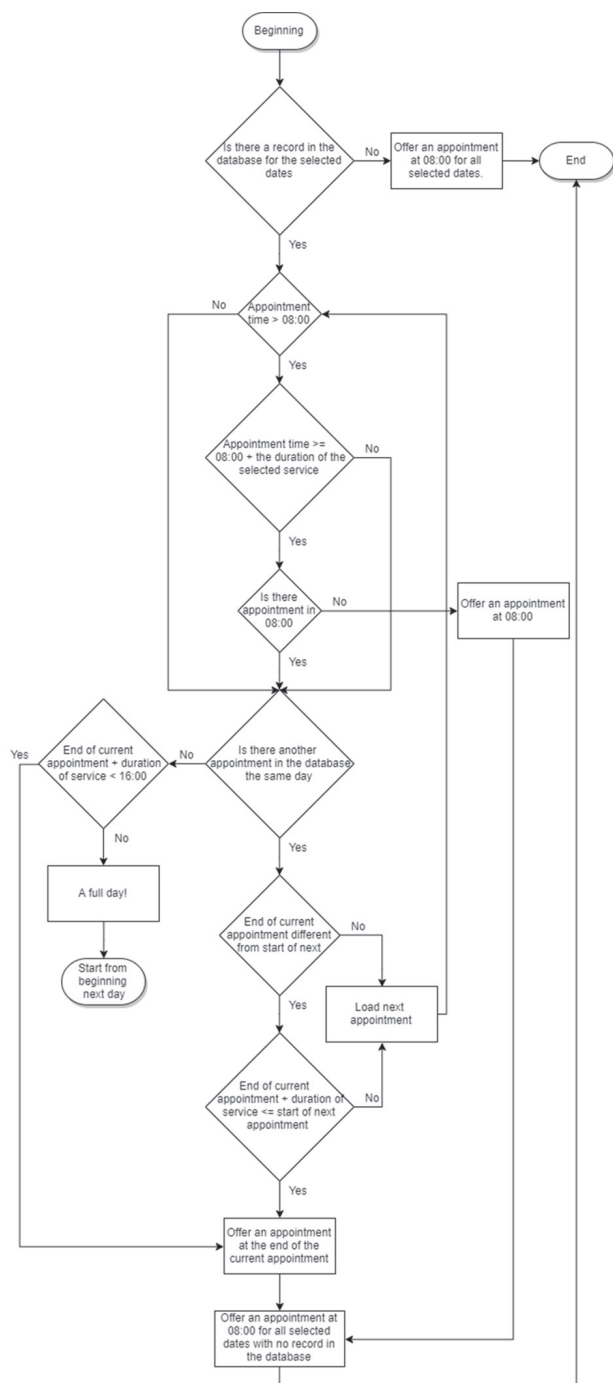 Beginning
Is there a record in the
database for the selected
dates
No
Offer an appointment
at 08:00 for all
selected dates.
End
Yes
No
Appointment
time > 08:00
Yes
Appointment time >=
08:00 + the duration of the
selected service
No
Yes
Is there
appointment in
08:00
No
Offer an appointment
at 08:00
Yes
Yes
End of current
appointment + duration
of service < 16:00
No
Is there another
appointment in the database
the same day
No
Yes
A full day!
End of current
appointment different
from start of next
No
Start from
beginning
next day
Yes
Load next
appointment
End of current
appointment + duration of
service <= start of next
appointment
No
Yes
Offer an appointment
at the end of the
current appointment
Offer an appointment at
08:00 for all selected
dates with no record in
the database